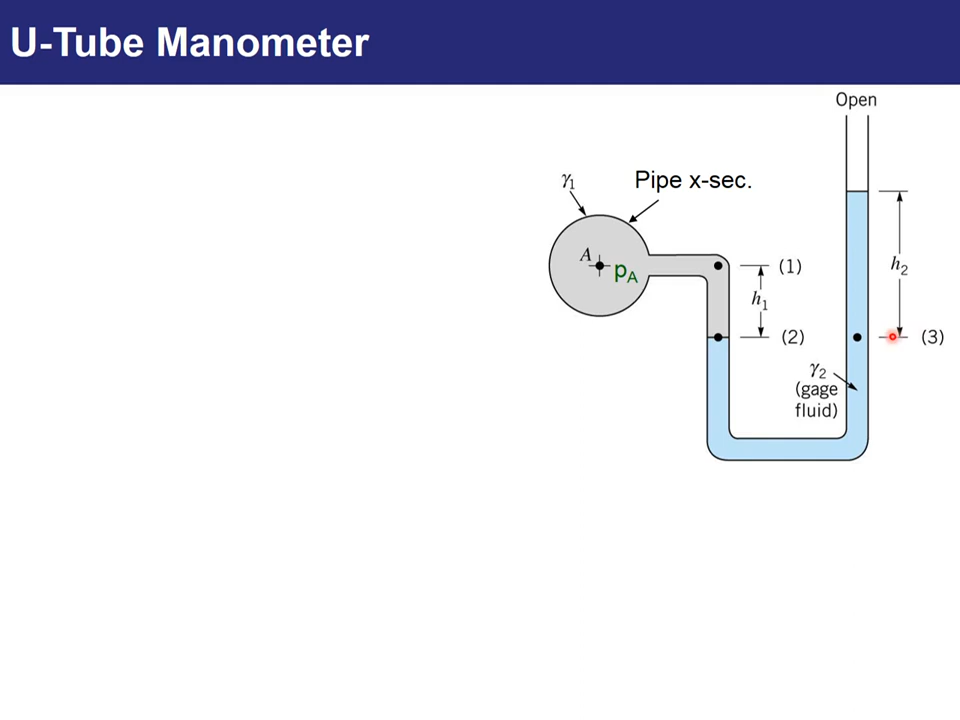 U-Tube Manometer
Open
γ1
Pipe x-sec.
A
pA
(1)
h2
h1
(2)
(3)
γ2
(gage
fluid)